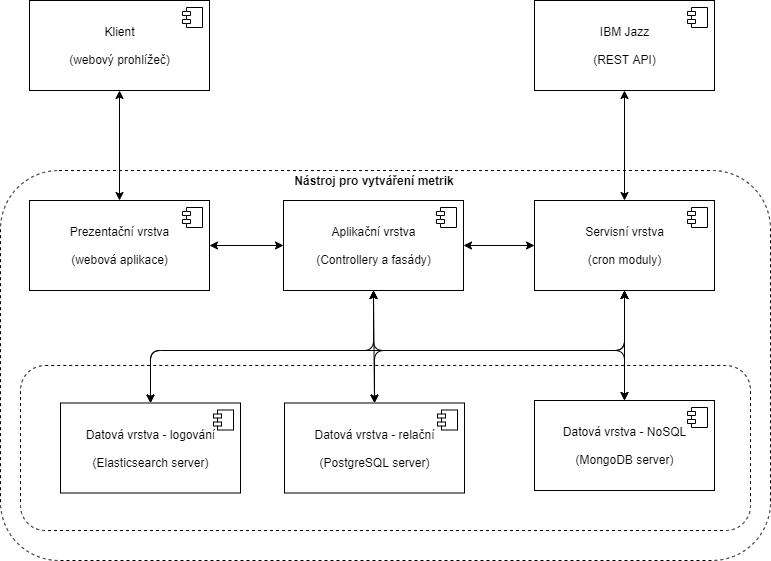 Klient
(webový prohlížeč)
IBM Jazz
(REST API)
Nástroj pro vytváření metrik
Prezentační vrstva
(webová aplikace)
Aplikační vrstva
(Controllery a fasády)
Servisní vrstva
(cron moduly)
Datová vrstva - logování
(Elasticsearch server)
Datová vrstva - relační
(PostgreSQL server)
Datová vrstva - NoSQL
(MongoDB server)